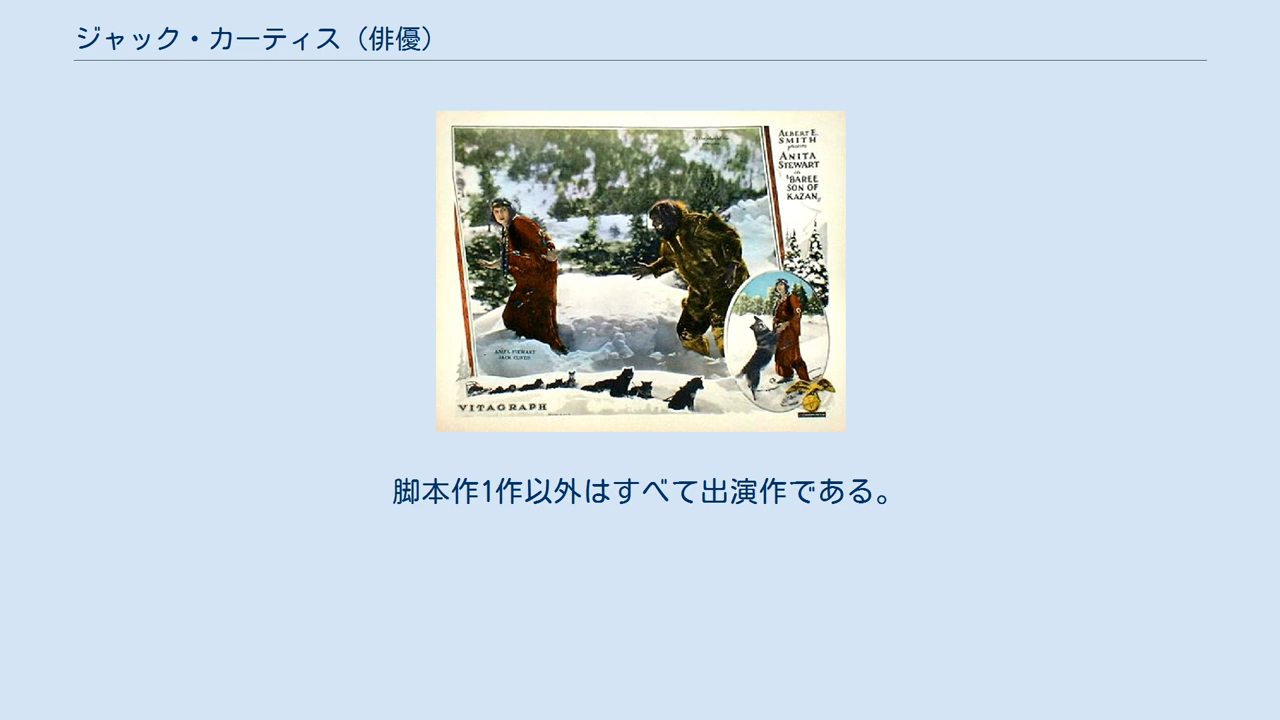 ジャック・カーティス（俳優）
ALBERT E.
SMITH
presents
ANITA
STEWART
in
"BAREE
SON OF
KAZAN"
ANITA STEWART
JACK CURTIS
VITAGRAPH
脚本作1作以外はすべて出演作である。